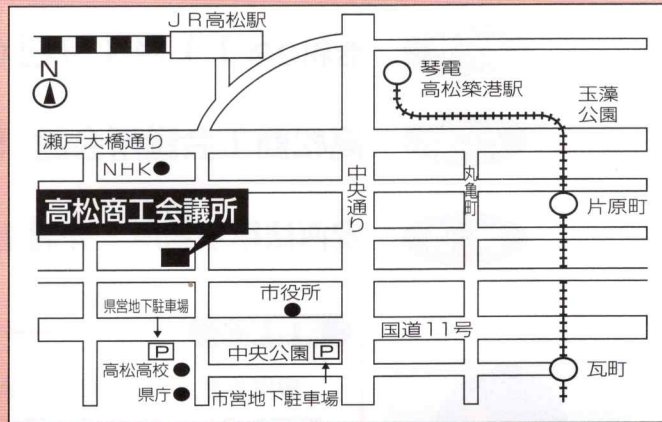 JR高松駅
N
琴電
高松築港駅
玉藻
公園
瀬戸大橋通り
NHK
中央通り
丸亀町
高松商工会議所
片原町
県営地下駐車場
市役所
国道11号
P
中央公園
P
高松高校
瓦町
県庁
市営地下駐車場